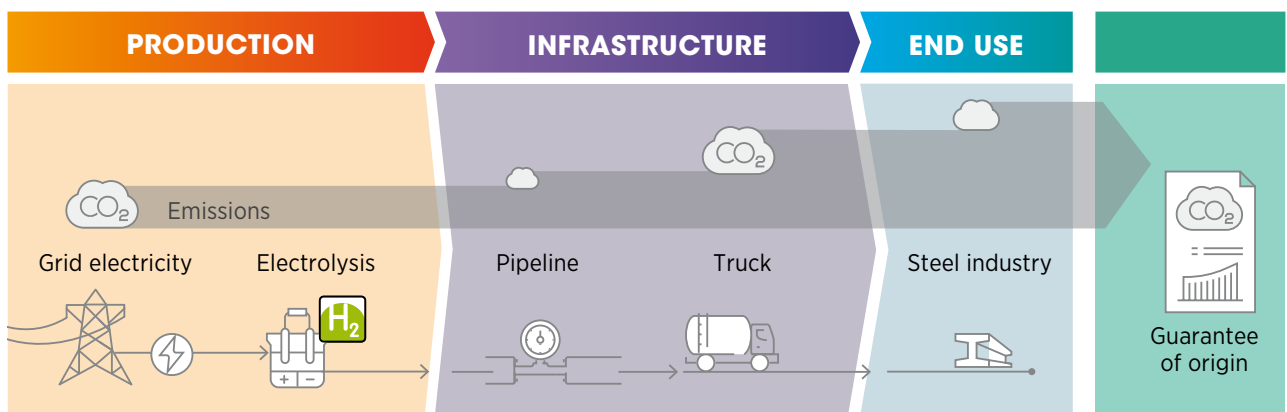 PRODUCTION
INFRASTRUCTURE
END USE
CO₂
CO₂
CO₂
Emissions
Grid electricity
Electrolysis
Pipeline
Truck
Steel industry
H₂
+ −
Guarantee
of origin